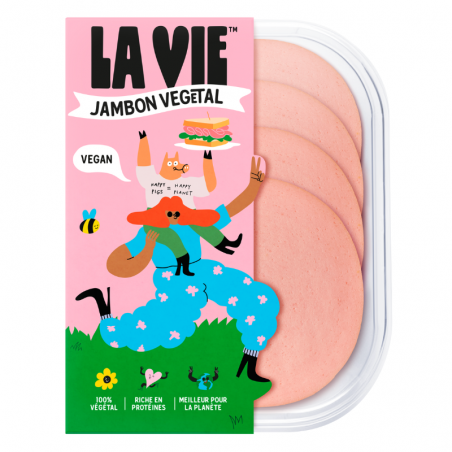 LA VIE™
JAMBON VEGETAL
VEGAN
HAPPY = HAPPY
PIGS PLANET
100%
VÉGÉTAL
RICHE EN
PROTÉINES
MEILLEUR POUR
LA PLANÈTE